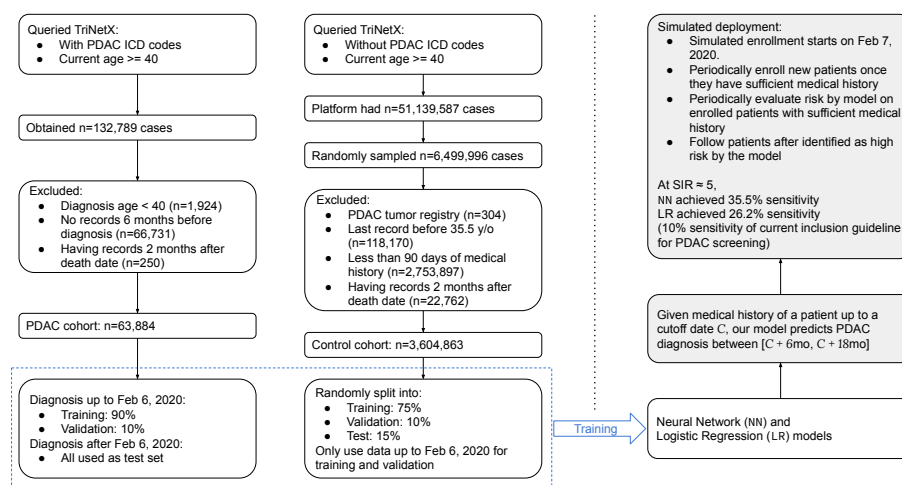 Queried TriNetX:
● With PDAC ICD codes
● Current age >= 40
Obtained n=132,789 cases
Excluded:
● Diagnosis age < 40 (n=1,924)
● No records 6 months before
diagnosis (n=66,731)
● Having records 2 months after
death date (n=250)
PDAC cohort: n=63,884
Diagnosis up to Feb 6, 2020:
● Training: 90%
● Validation: 10%
Diagnosis after Feb 6, 2020:
● All used as test set
Queried TriNetX:
● Without PDAC ICD codes
● Current age >= 40
Platform had n=51,139,587 cases
Randomly sampled n=6,499,996 cases
Excluded:
● PDAC tumor registry (n=304)
● Last record before 35.5 y/o
(n=118,170)
● Less than 90 days of medical
history (n=2,753,897)
● Having records 2 months after
death date (n=22,762)
Control cohort: n=3,604,863
Randomly split into:
● Training: 75%
● Validation: 10%
● Test: 15%
Only use data up to Feb 6, 2020 for
training and validation
Training
Neural Network (NN) and
Logistic Regression (LR) models
Given medical history of a patient up to a
cutoff date C, our model predicts PDAC
diagnosis between [C + 6mo, C + 18mo]
Simulated deployment:
● Simulated enrollment starts on Feb 7,
2020.
● Periodically enroll new patients once
they have sufficient medical history
● Periodically evaluate risk by model on
enrolled patients with sufficient medical
history
● Follow patients after identified as high
risk by the model
At SIR ≈ 5,
NN achieved 35.5% sensitivity
LR achieved 26.2% sensitivity
(10% sensitivity of current inclusion guideline
for PDAC screening)